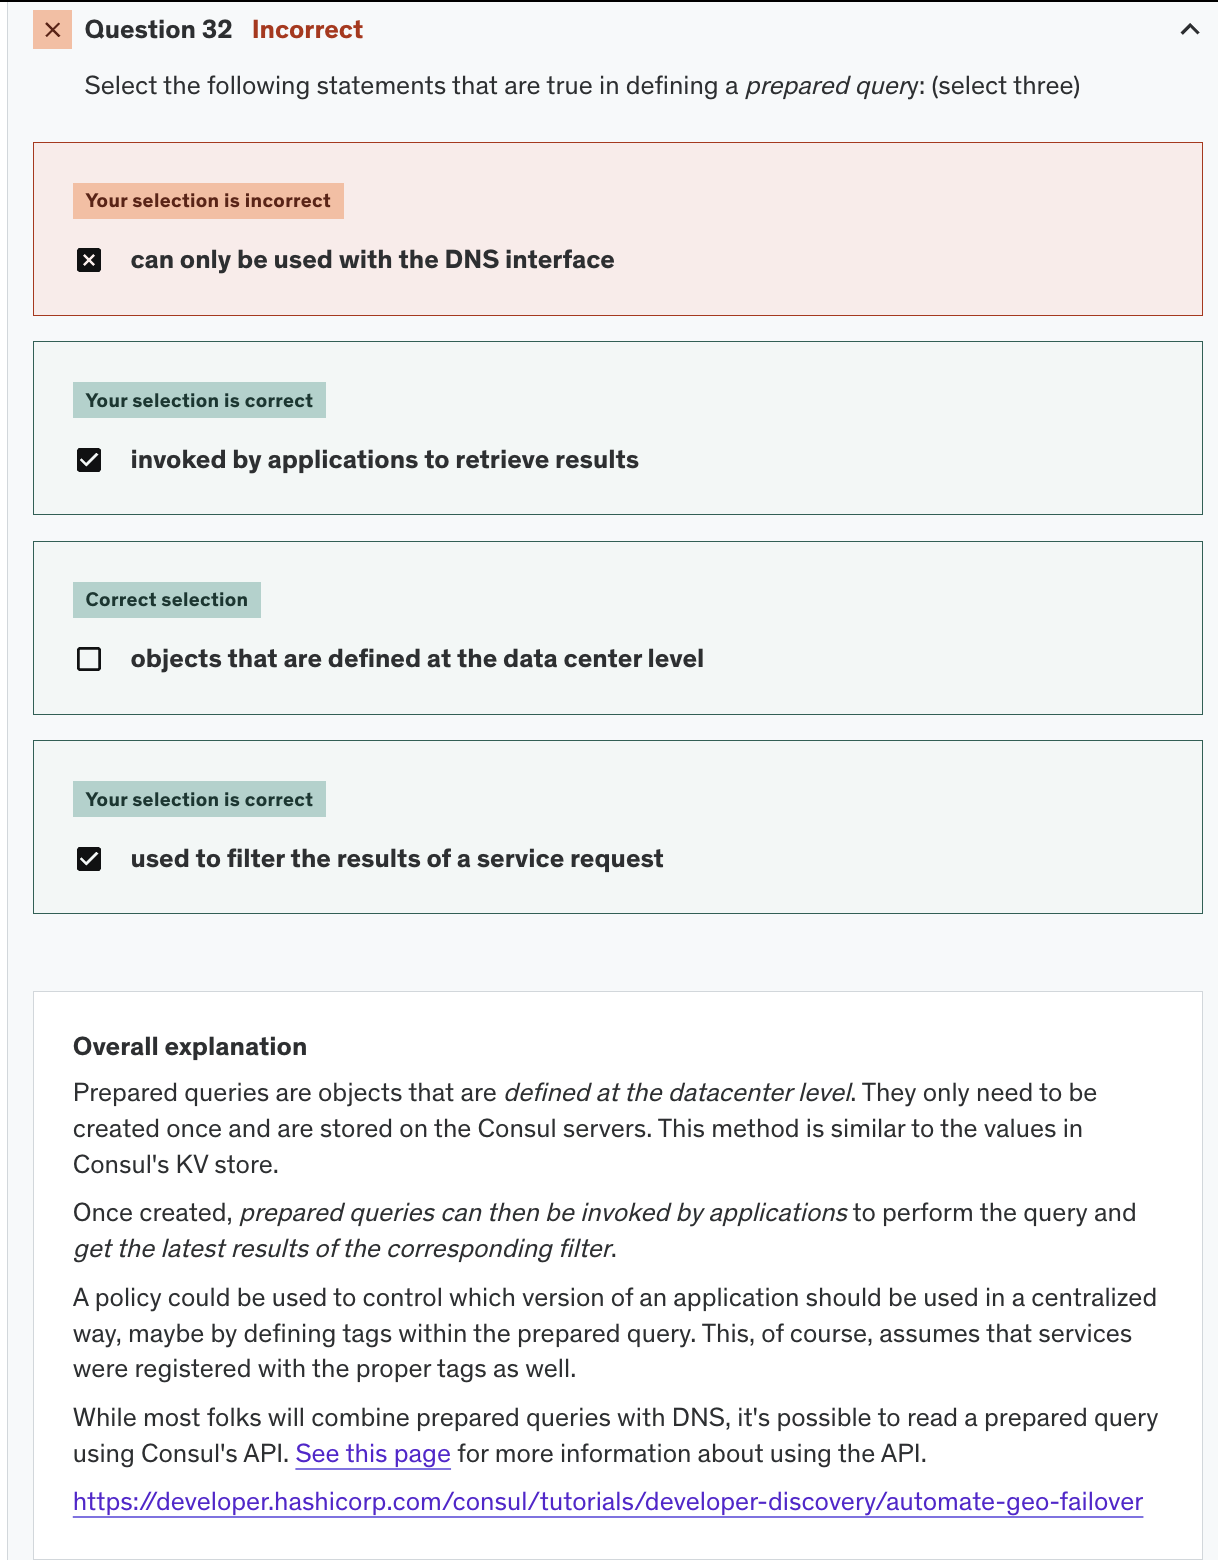 Question 32 Incorrect
Select the following statements that are true in defining a prepared query: (select three)
Your selection is incorrect
can only be used with the DNS interface
Your selection is correct
invoked by applications to retrieve results
Correct selection
objects that are defined at the data center level
Your selection is correct
used to filter the results of a service request
Overall explanation
Prepared queries are objects that are defined at the datacenter level. They only need to be
created once and are stored on the Consul servers. This method is similar to the values in
Consul's KV store.
Once created, prepared queries can then be invoked by applications to perform the query and
get the latest results of the corresponding filter.
A policy could be used to control which version of an application should be used in a centralized
way, maybe by defining tags within the prepared query. This, of course, assumes that services
were registered with the proper tags as well.
While most folks will combine prepared queries with DNS, it's possible to read a prepared query
using Consul's API. See this page for more information about using the API.
https://developer.hashicorp.com/consul/tutorials/developer-discovery/automate-geo-failover